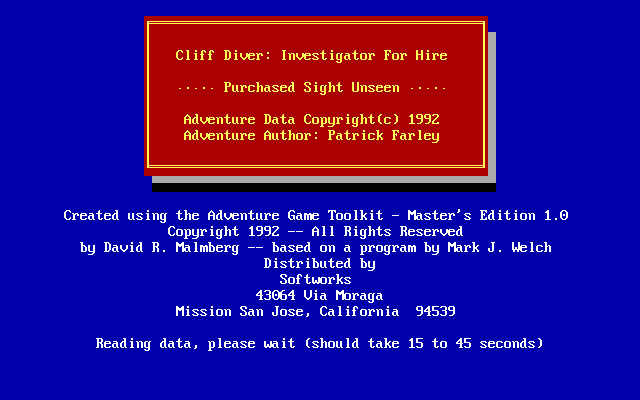 Cliff Diver: Investigator For Hire
····· Purchased Sight Unseen ·····
Adventure Data Copyright(c) 1992
Adventure Author: Patrick Farley
Created using the Adventure Game Toolkit - Master's Edition 1.0
Copyright 1992 -- All Rights Reserved
by David R. Malmberg -- based on a program by Mark J. Welch
Distributed by
Softworks
43064 Via Moraga
Mission San Jose, California  94539
Reading data, please wait (should take 15 to 45 seconds)